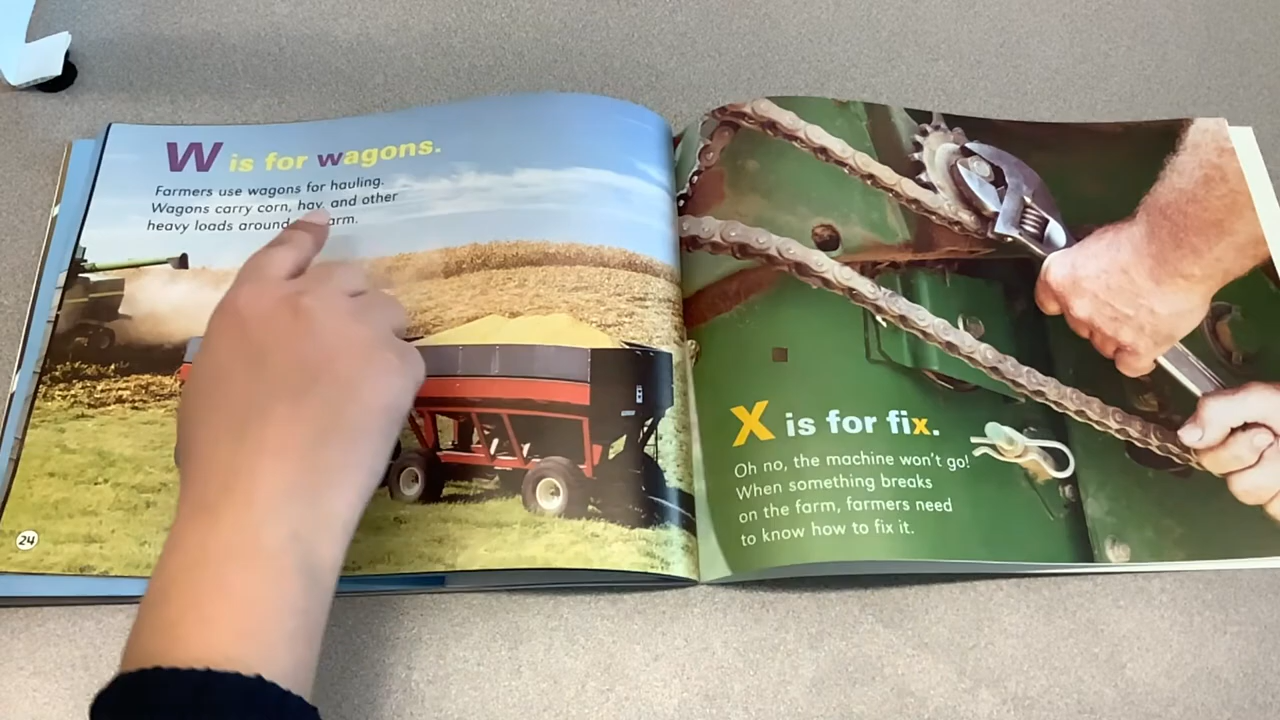 W is for wagons.
Farmers use wagons for hauling.
Wagons carry corn, hay, and other
heavy loads around arm.
24
X is for fix.
Oh no, the machine won't go!
When something breaks
on the farm, farmers need
to know how to fix it.